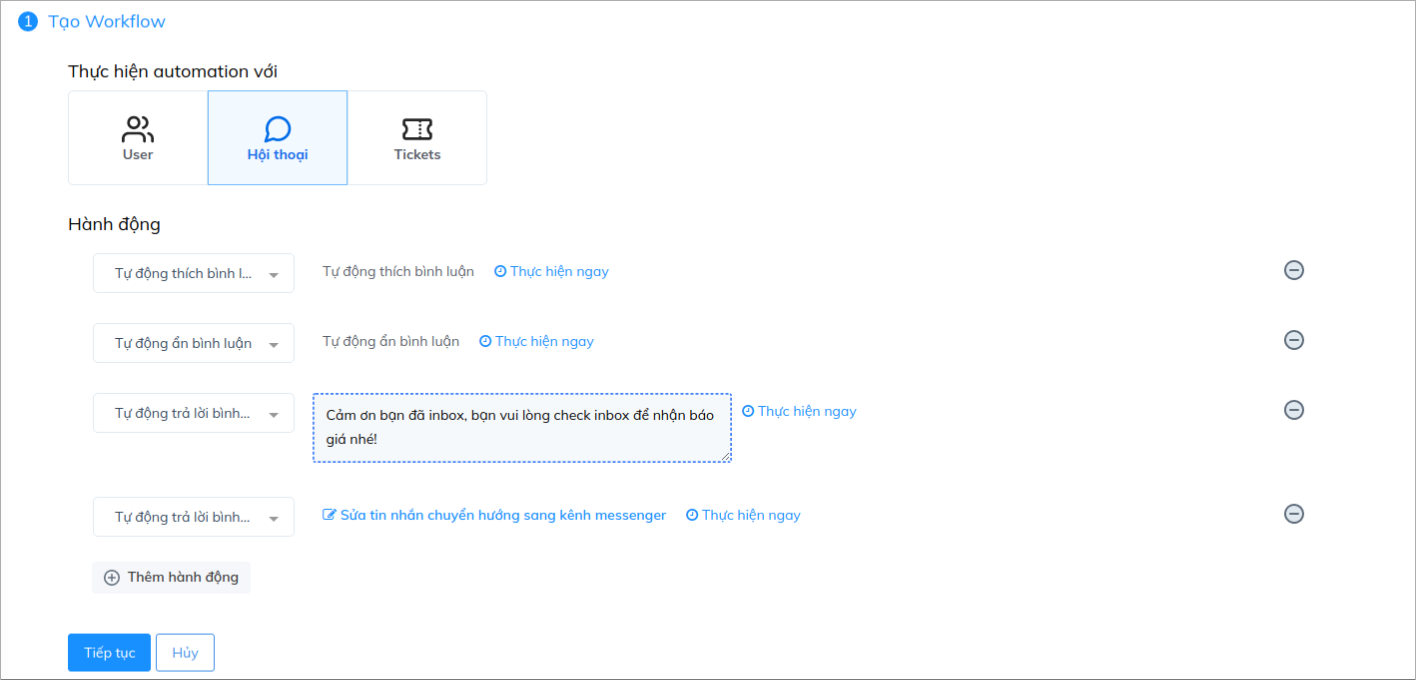 1 Tạo Workflow
Thực hiện automation với
User
Hội thoại
Tickets
Hành động
Tự động thích bình l...
Tự động thích bình luận
Thực hiện ngay
Tự động ẩn bình luận
Tự động ẩn bình luận
Thực hiện ngay
Tự động trả lời bình...
Cảm ơn bạn đã inbox, bạn vui lòng check inbox để nhận báo
giá nhé!
Thực hiện ngay
Tự động trả lời bình...
Sửa tin nhắn chuyển hướng sang kênh messenger
Thực hiện ngay
Thêm hành động
Tiếp tục
Hủy